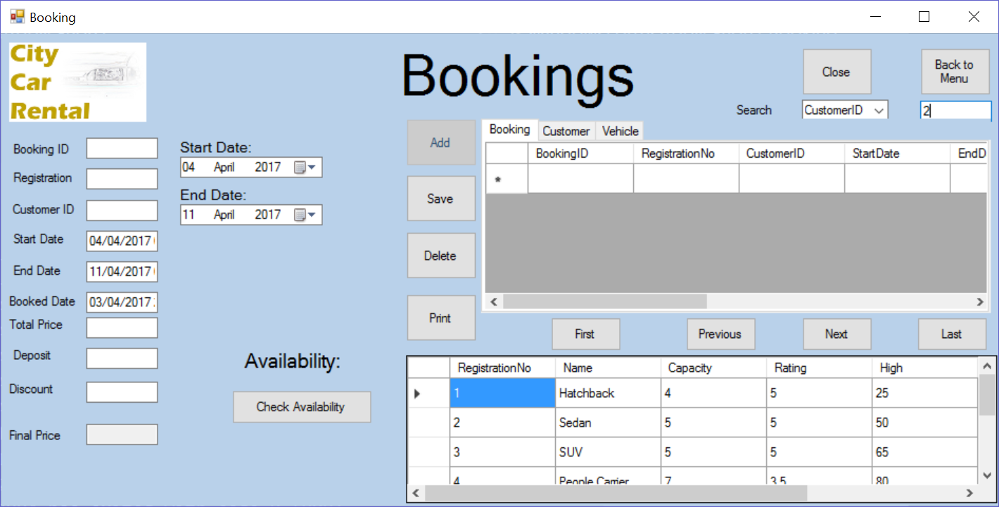 Booking
City
Car
Rental
Bookings
Close
Back to
Menu
Search
CustomerID
2
Booking ID
Registration
Customer ID
Start Date
04/04/2017
End Date
11/04/2017
Booked Date
03/04/2017
Total Price
Deposit
Discount
Final Price
Start Date:
04 April 2017
End Date:
11 April 2017
Availability:
Check Availability
Add
Save
Delete
Print
Booking Customer Vehicle
BookingID RegistrationNo CustomerID StartDate EndD
*
First Previous Next Last
RegistrationNo Name Capacity Rating High
1 Hatchback 4 5 25
2 Sedan 5 5 50
3 SUV 5 5 65
4 People Carrier 7 3.5 80